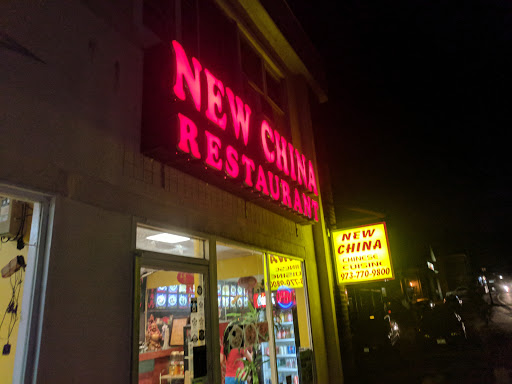 NEW CHINA
RESTAURANT
NEW
CHINA
CHINESE
CUISINE
973-770-9800